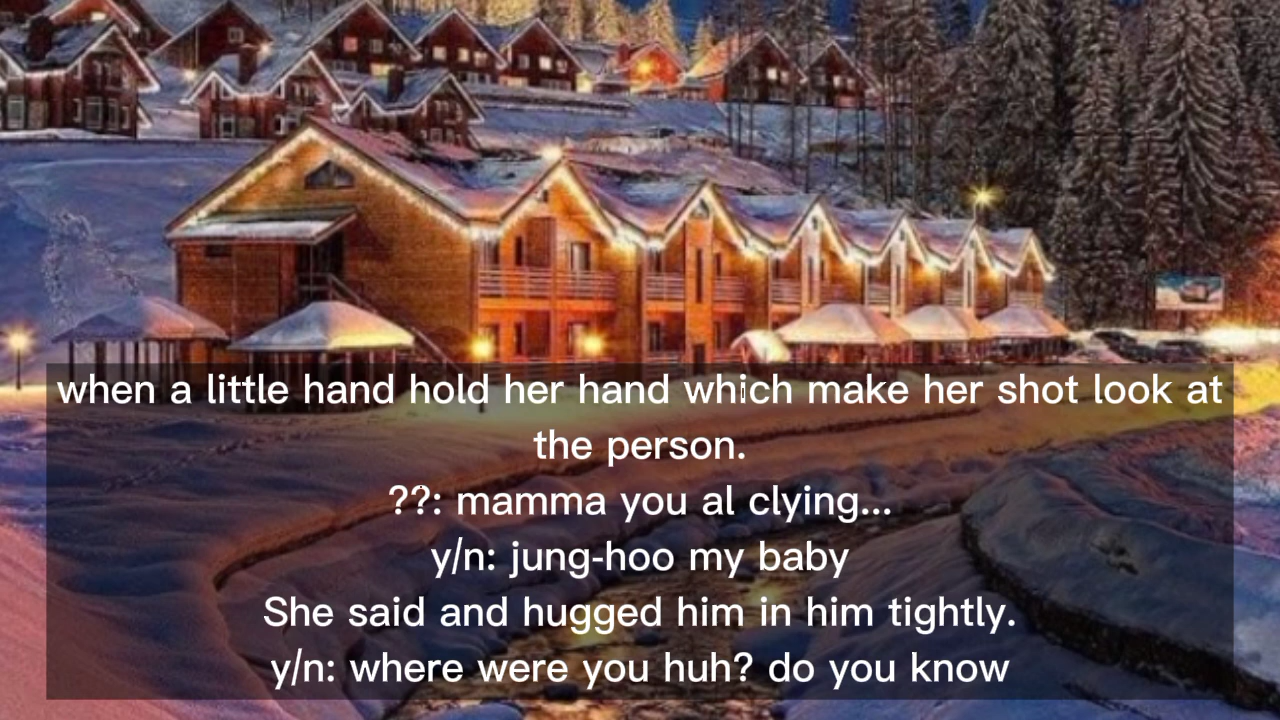 when a little hand hold her hand which make her shot look at
the person.
??: mamma you al clying...
y/n: jung-hoo my baby
She said and hugged him in him tightly.
y/n: where were you huh? do you know